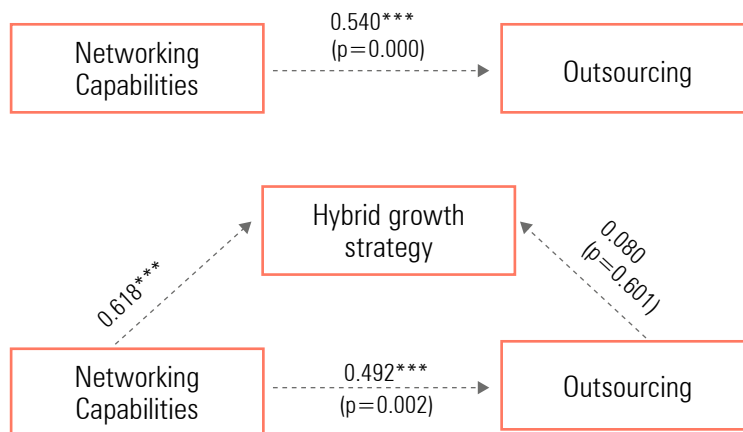 0.540***
(p=0.000)
Networking
Capabilities
Outsourcing
Hybrid growth
strategy
0.618***
0.080
(p=0.601)
Networking
Capabilities
0.492***
(p=0.002)
Outsourcing